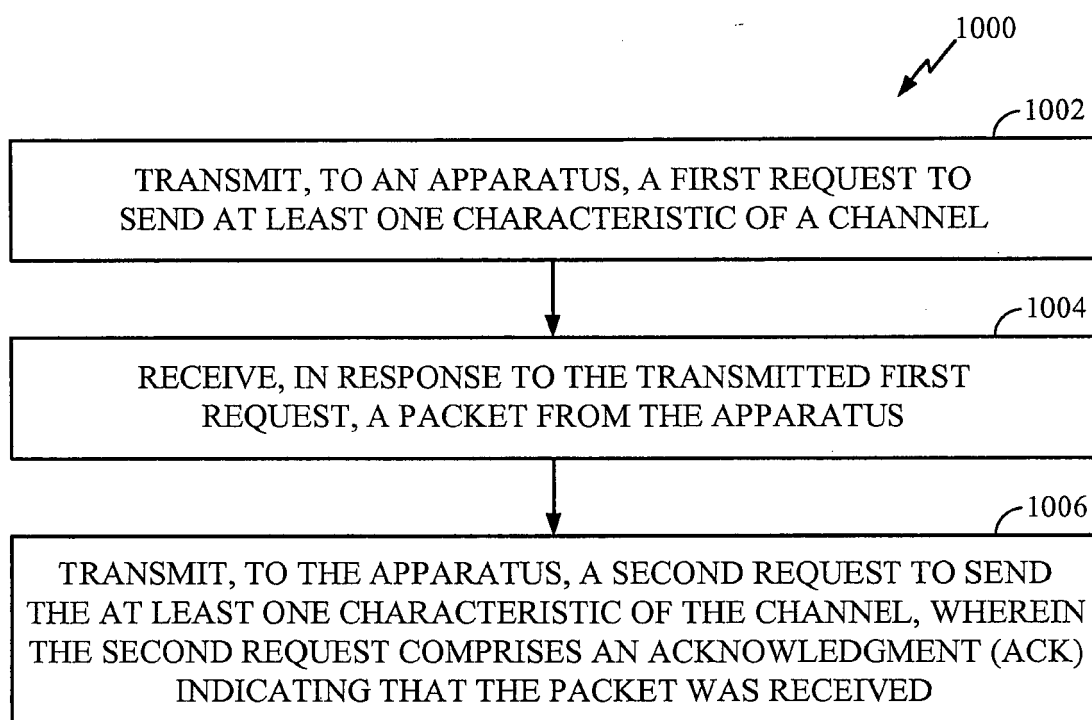 1000
1002
TRANSMIT, TO AN APPARATUS, A FIRST REQUEST TO
SEND AT LEAST ONE CHARACTERISTIC OF A CHANNEL
1004
RECEIVE, IN RESPONSE TO THE TRANSMITTED FIRST
REQUEST, A PACKET FROM THE APPARATUS
1006
TRANSMIT, TO THE APPARATUS, A SECOND REQUEST TO SEND
THE AT LEAST ONE CHARACTERISTIC OF THE CHANNEL, WHEREIN
THE SECOND REQUEST COMPRISES AN ACKNOWLEDGMENT (ACK)
INDICATING THAT THE PACKET WAS RECEIVED